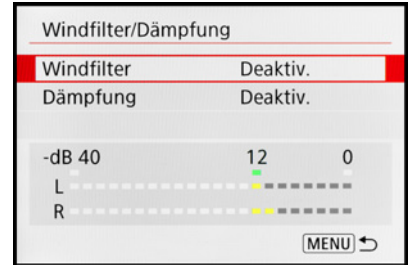 Windfilter/Dämpfung
Windfilter Deaktiv.
Dämpfung Deaktiv.
-dB 40 12 0
L
R
MENU